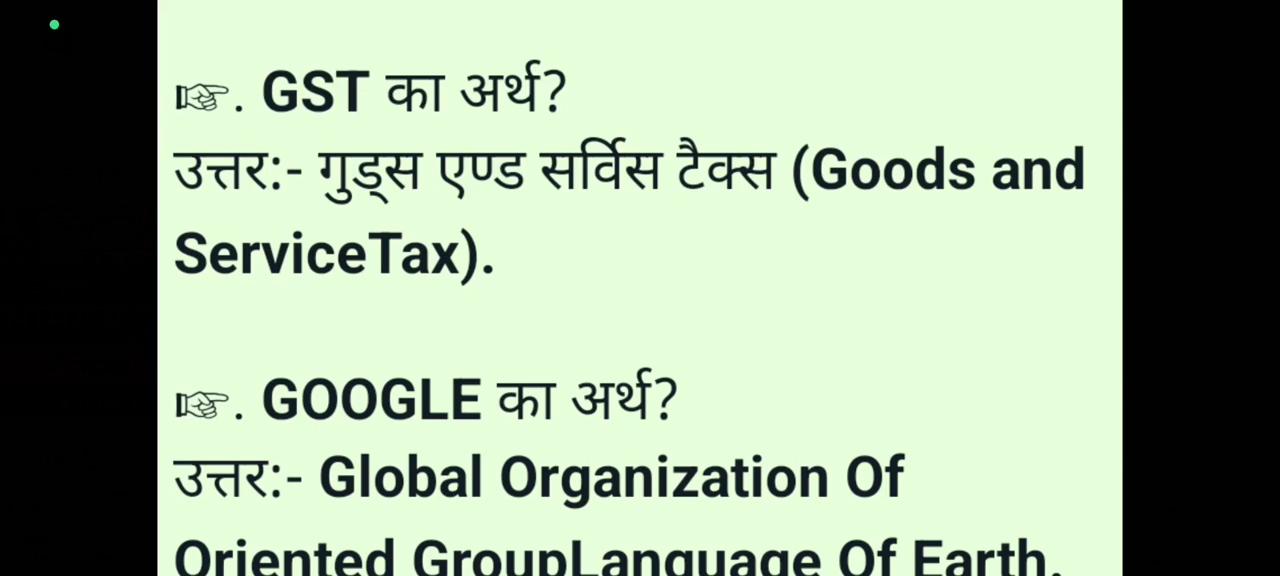 ☞. GST का अर्थ?
उत्तर:- गुड्स एण्ड सर्विस टैक्स (Goods and
ServiceTax).
☞. GOOGLE का अर्थ?
उत्तर:- Global Organization Of
Oriented GroupLanguage Of Earth.